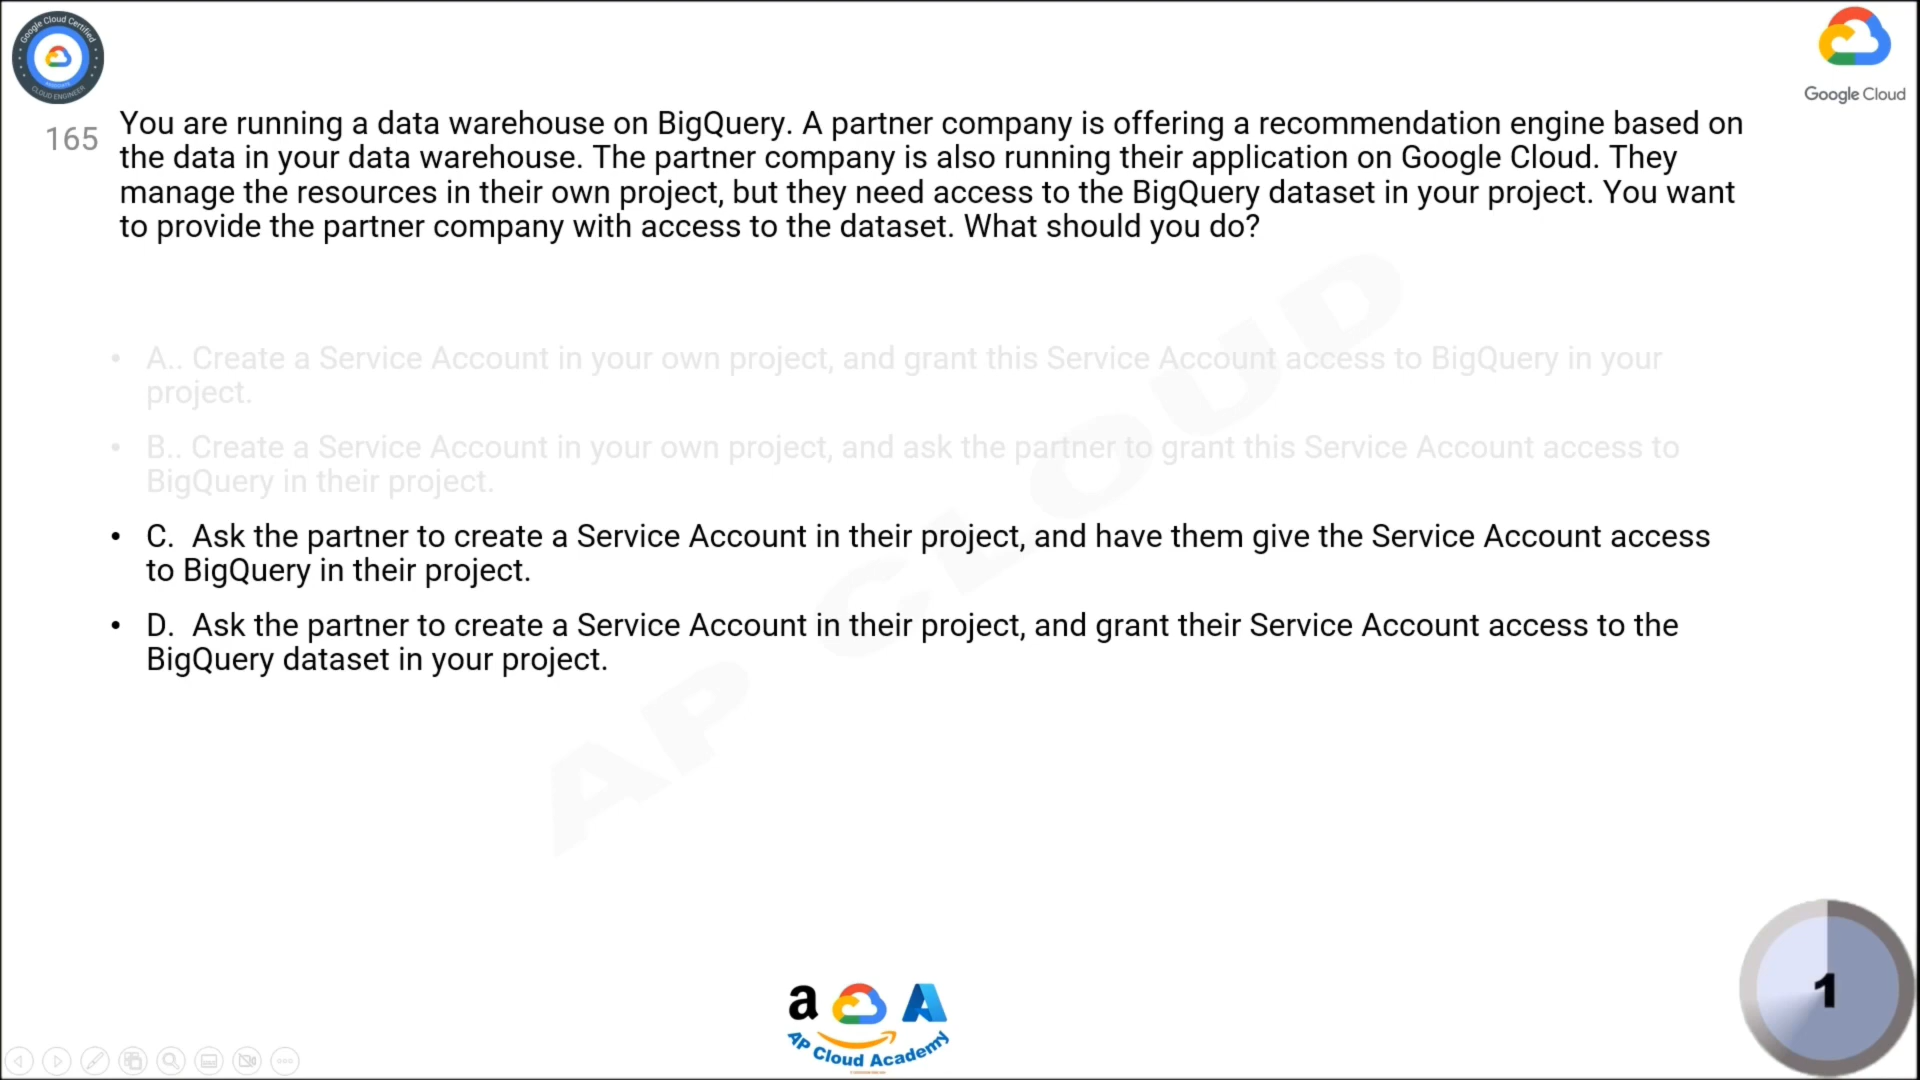 Google Cloud Certified
ASSOCIATE
CLOUD ENGINEER
Google Cloud
165
You are running a data warehouse on BigQuery. A partner company is offering a recommendation engine based on
the data in your data warehouse. The partner company is also running their application on Google Cloud. They
manage the resources in their own project, but they need access to the BigQuery dataset in your project. You want
to provide the partner company with access to the dataset. What should you do?
• A.. Create a Service Account in your own project, and grant this Service Account access to BigQuery in your
project.
• B.. Create a Service Account in your own project, and ask the partner to grant this Service Account access to
BigQuery in their project.
• C. Ask the partner to create a Service Account in their project, and have them give the Service Account access
to BigQuery in their project.
• D. Ask the partner to create a Service Account in their project, and grant their Service Account access to the
BigQuery dataset in your project.
AP CLOUD
1
a
AP Cloud Academy